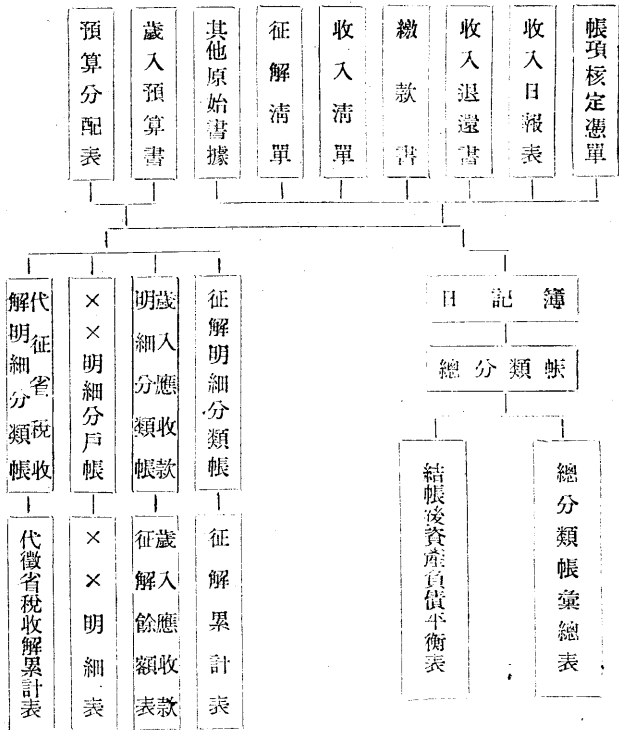 帳項核定憑單
收入日報表
收入退還書
繳款書
收入清單
征解清單
其他原始書據
歲入預算書
預算分配表
日記簿
總分類帳
總分類帳彙總表
結帳後資產負債平衡表
征解明細分類帳
歲入應收款
明細分類帳
××明細分戶帳
代征省稅收
解明細分類帳
征解累計表
歲入應收款
征解餘額表
××明細表
代徵省稅收解累計表